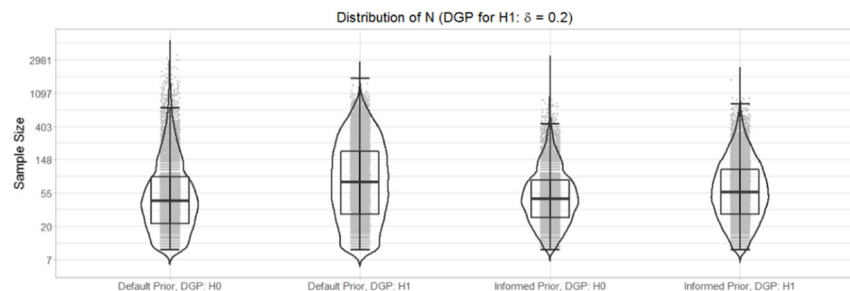 Distribution of N (DGP for H1: δ = 0.2)
Sample Size
2981
1097
403
148
55
20
7
Default Prior, DGP: H0
Default Prior, DGP: H1
Informed Prior, DGP: H0
Informed Prior, DGP: H1